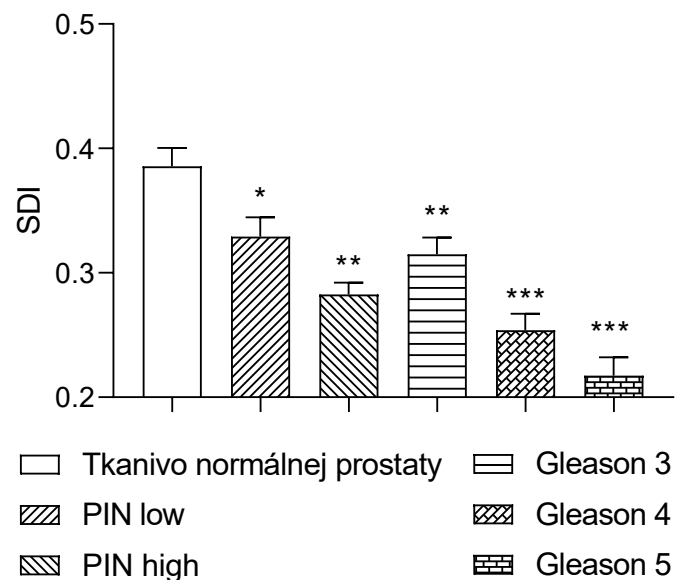 0.5
0.4
0.3
0.2
SDI
*
**
**
***
***
Tkanivo normálnej prostaty
Gleason 3
PIN low
Gleason 4
PIN high
Gleason 5